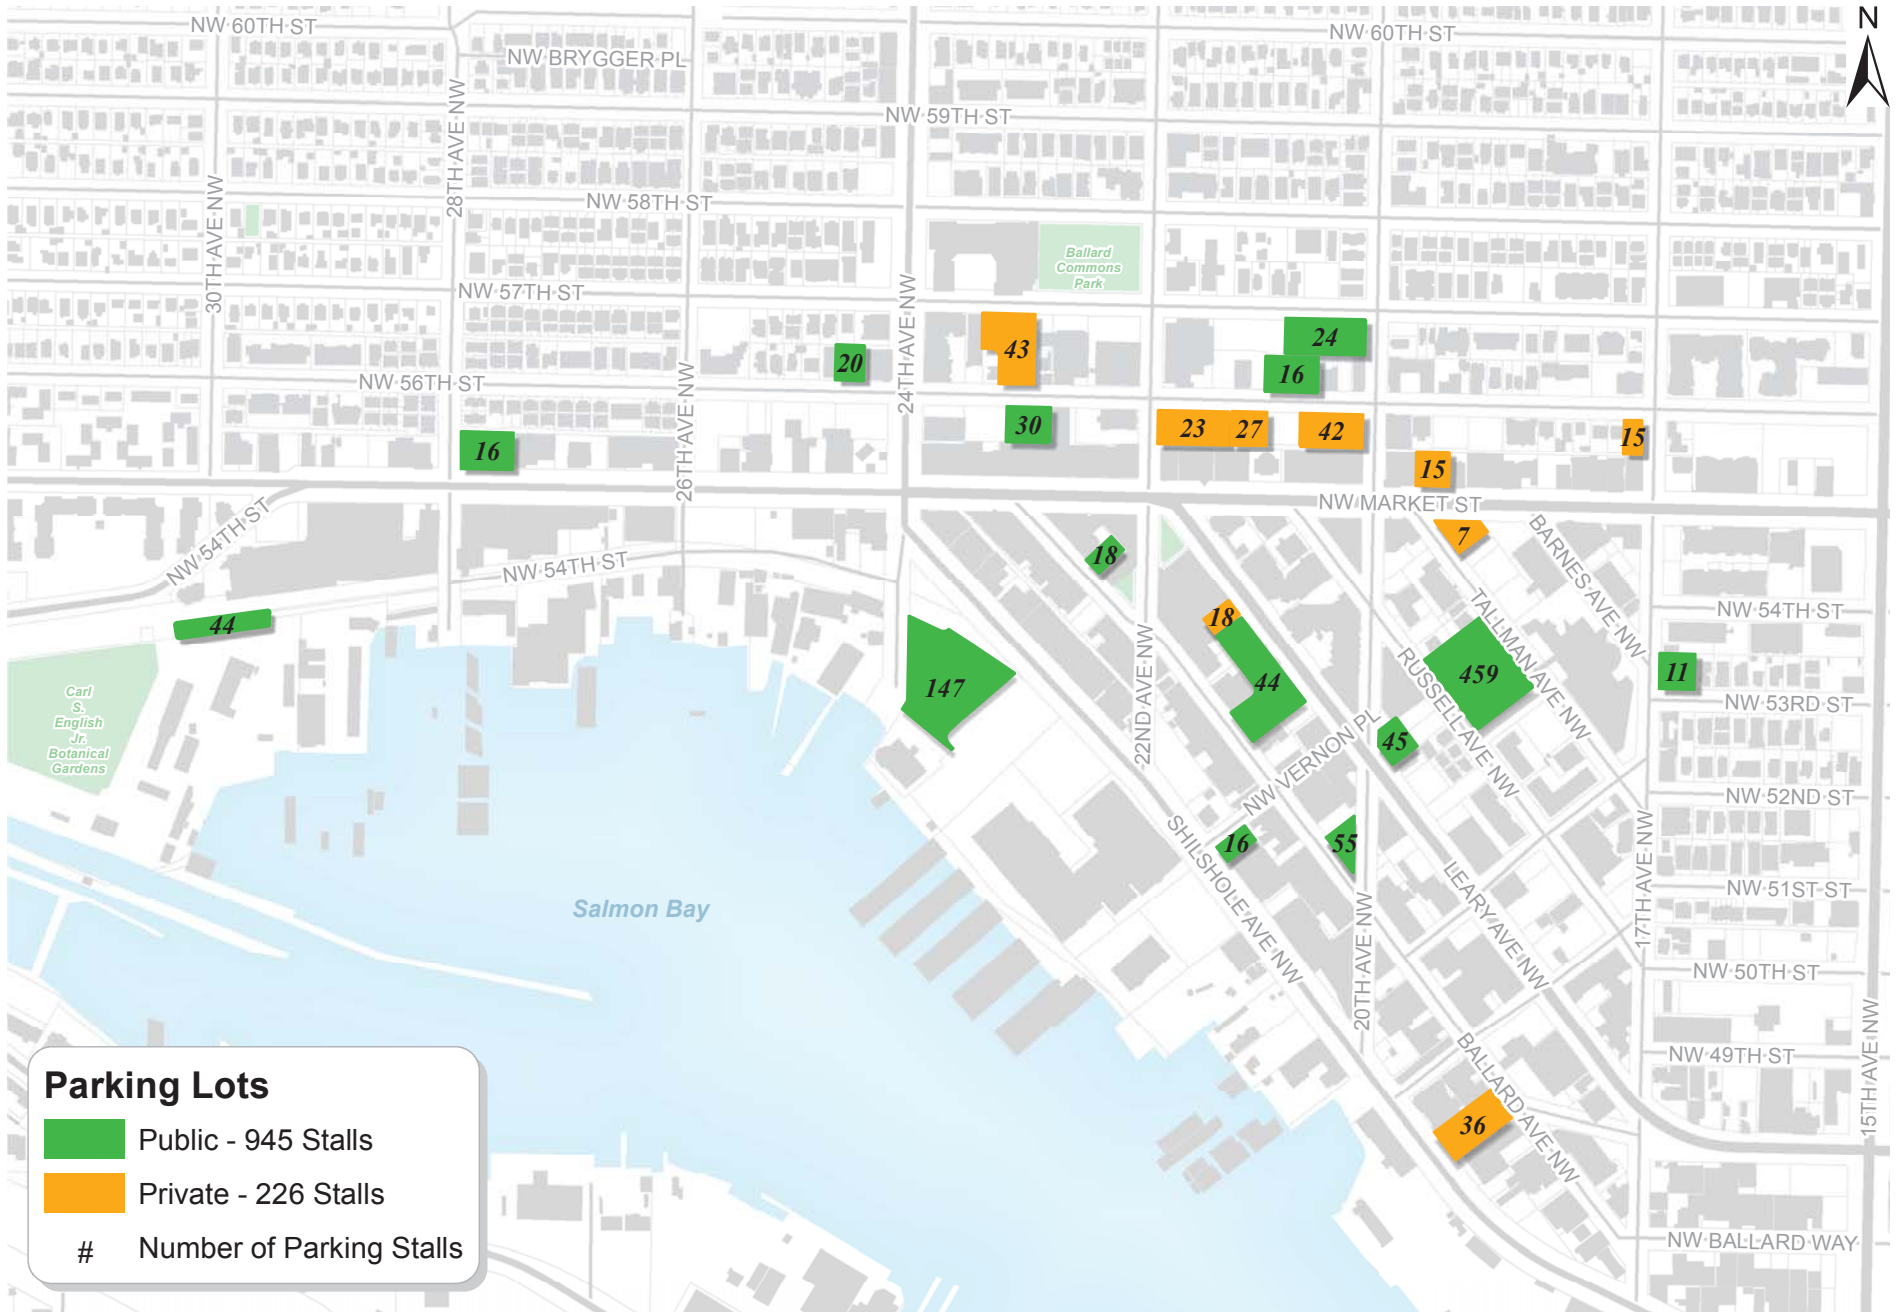 NW 60TH ST
NW 60TH ST
N
NW BRYGGER PL
28TH AVE NW
NW 59TH ST
30TH AVE NW
NW 58TH ST
Ballard
Commons
Park
24TH AVE NW
NW 57TH ST
24
43
20
16
26TH AVE NW
NW 56TH ST
30
23
27
42
15
16
15
NW MARKET ST
7
BARNES AVE NW
NW 54TH ST
NW 54TH ST
18
TALLMAN AVE NW
NW 54TH ST
44
18
22ND AVE NW
RUSSELL AVE NW
459
11
147
44
NW 53RD ST
Carl
S.
English
Jr.
Botanical
Gardens
45
NW VERNON PL
NW 52ND ST
SHILSHOLE AVE NW
16
55
17TH AVE NW
LEARY AVE NW
NW 51ST ST
Salmon Bay
20TH AVE NW
NW 50TH ST
15TH AVE NW
NW 49TH ST
BALLARD AVE NW
36
NW BALLARD WAY
Parking Lots
Public - 945 Stalls
Private - 226 Stalls
# Number of Parking Stalls